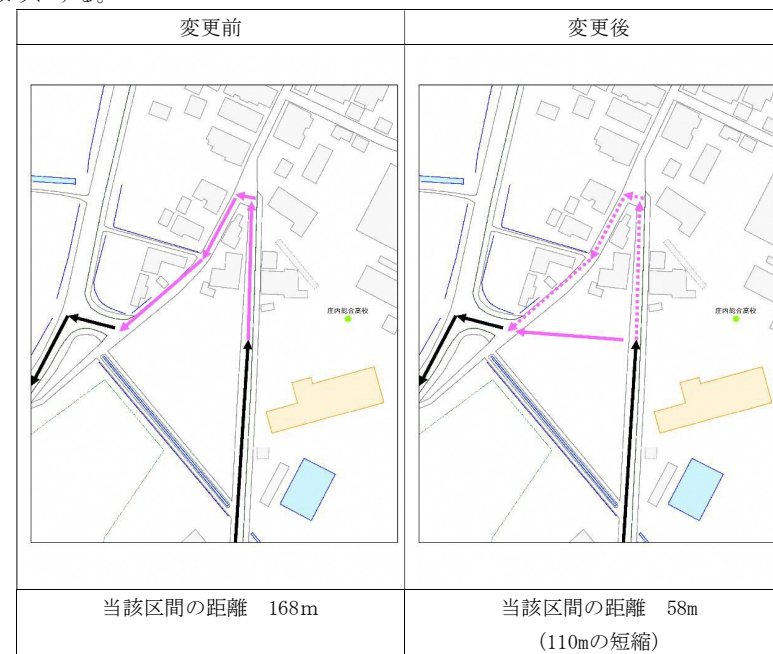 変更前
変更後
庄内総合高校
庄内総合高校
当該区間の距離　168m
当該区間の距離　58m
(110mの短縮)